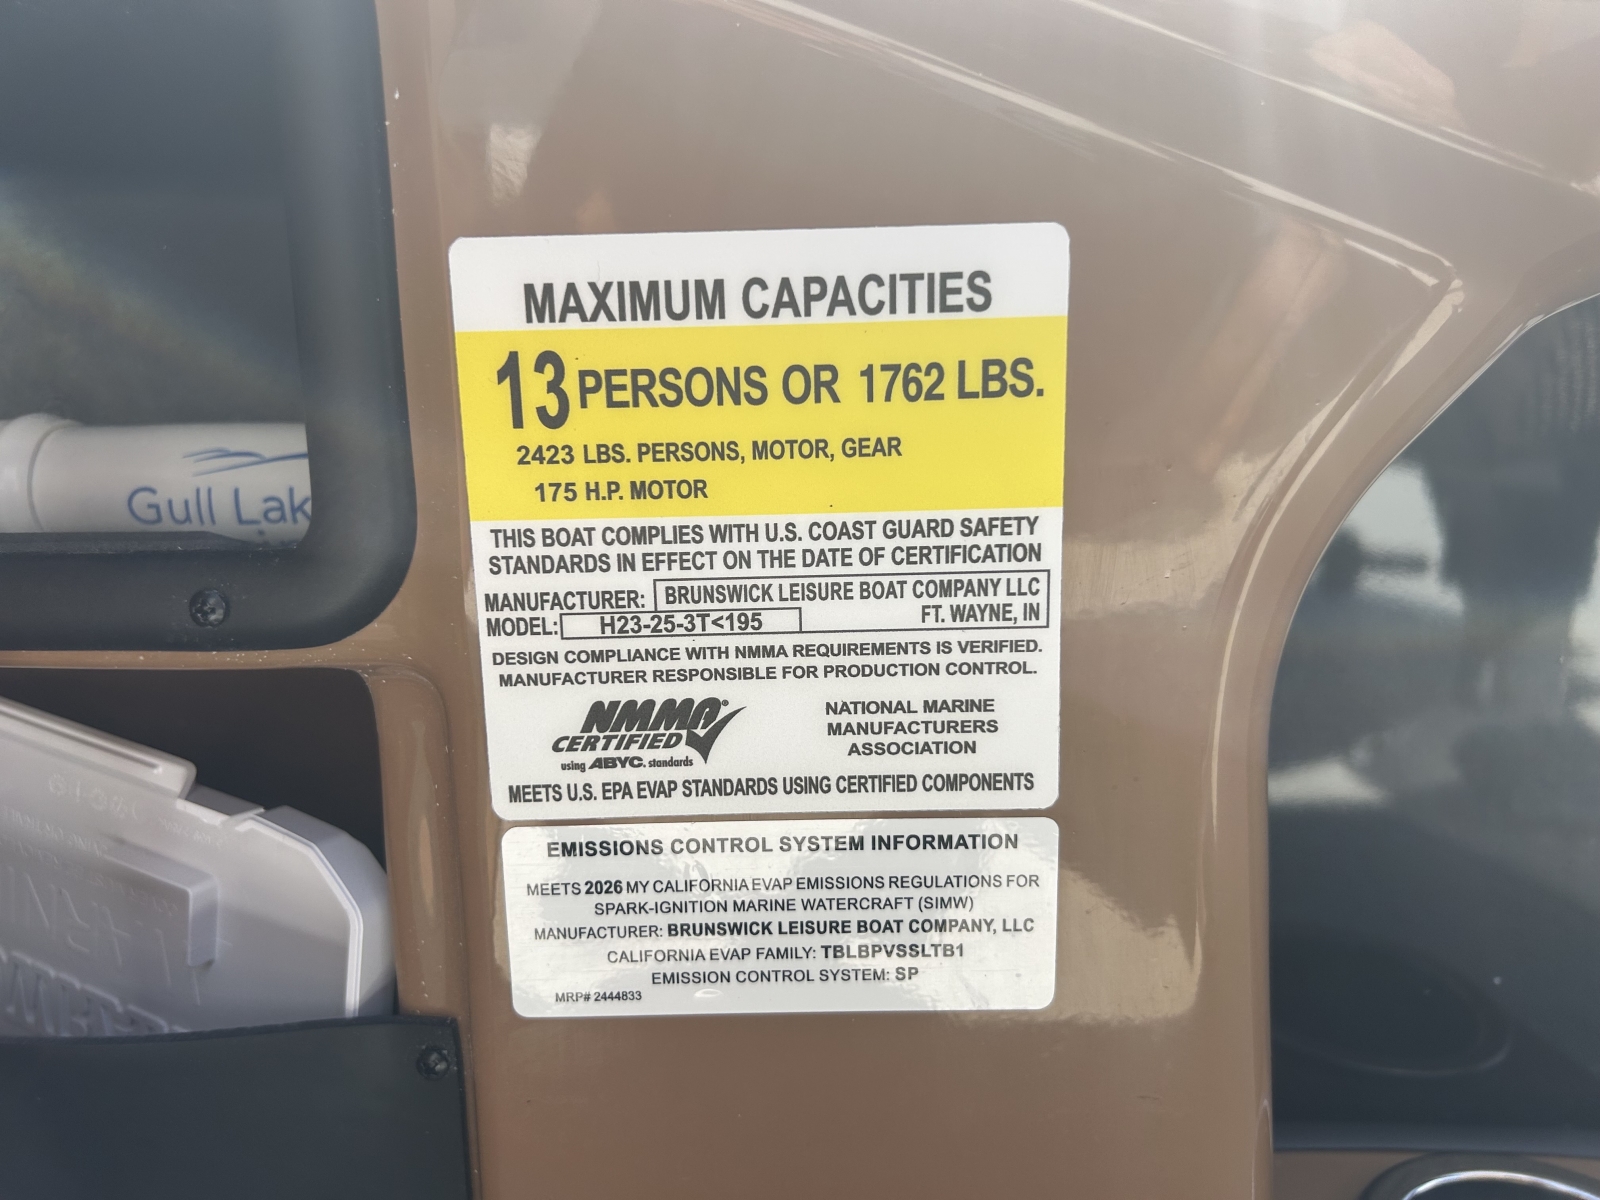 MAXIMUM CAPACITIES
13 PERSONS OR 1762 LBS.
2423 LBS. PERSONS, MOTOR, GEAR
175 H.P. MOTOR
THIS BOAT COMPLIES WITH U.S. COAST GUARD SAFETY
STANDARDS IN EFFECT ON THE DATE OF CERTIFICATION
MANUFACTURER: BRUNSWICK LEISURE BOAT COMPANY LLC
FT. WAYNE, IN
MODEL: H23-25-3T<195
DESIGN COMPLIANCE WITH NMMA REQUIREMENTS IS VERIFIED.
MANUFACTURER RESPONSIBLE FOR PRODUCTION CONTROL.
NMMA®
CERTIFIED
using ABYC. standards
NATIONAL MARINE
MANUFACTURERS
ASSOCIATION
MEETS U.S. EPA EVAP STANDARDS USING CERTIFIED COMPONENTS
EMISSIONS CONTROL SYSTEM INFORMATION
MEETS 2026 MY CALIFORNIA EVAP EMISSIONS REGULATIONS FOR
SPARK-IGNITION MARINE WATERCRAFT (SIMW)
MANUFACTURER: BRUNSWICK LEISURE BOAT COMPANY, LLC
CALIFORNIA EVAP FAMILY: TBLBPVSSLTB1
EMISSION CONTROL SYSTEM: SP
MRP# 2444833
Gull Lak